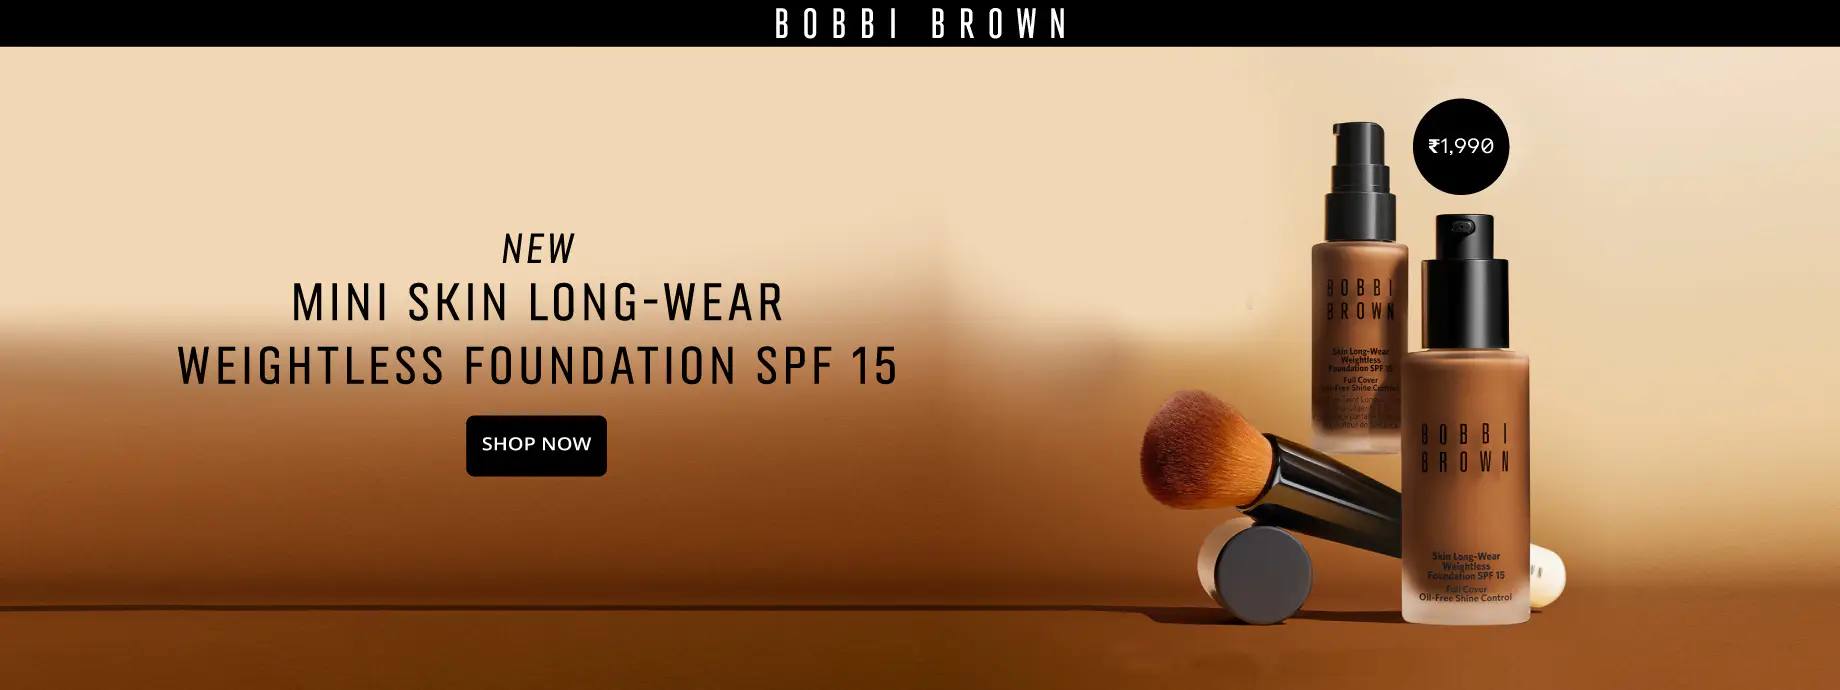 BOBBI BROWN
NEW
MINI SKIN LONG-WEAR
WEIGHTLESS FOUNDATION SPF 15
SHOP NOW
₹1,990
BOBBI
BROWN
Skin Long-Wear
Weightless
Foundation SPF 15
Full Cover
Oil-Free Shine Control
BOBBI
BROWN
Skin Long-Wear
Weightless
Foundation SPF 15
Full Cover
Oil-Free Shine Control